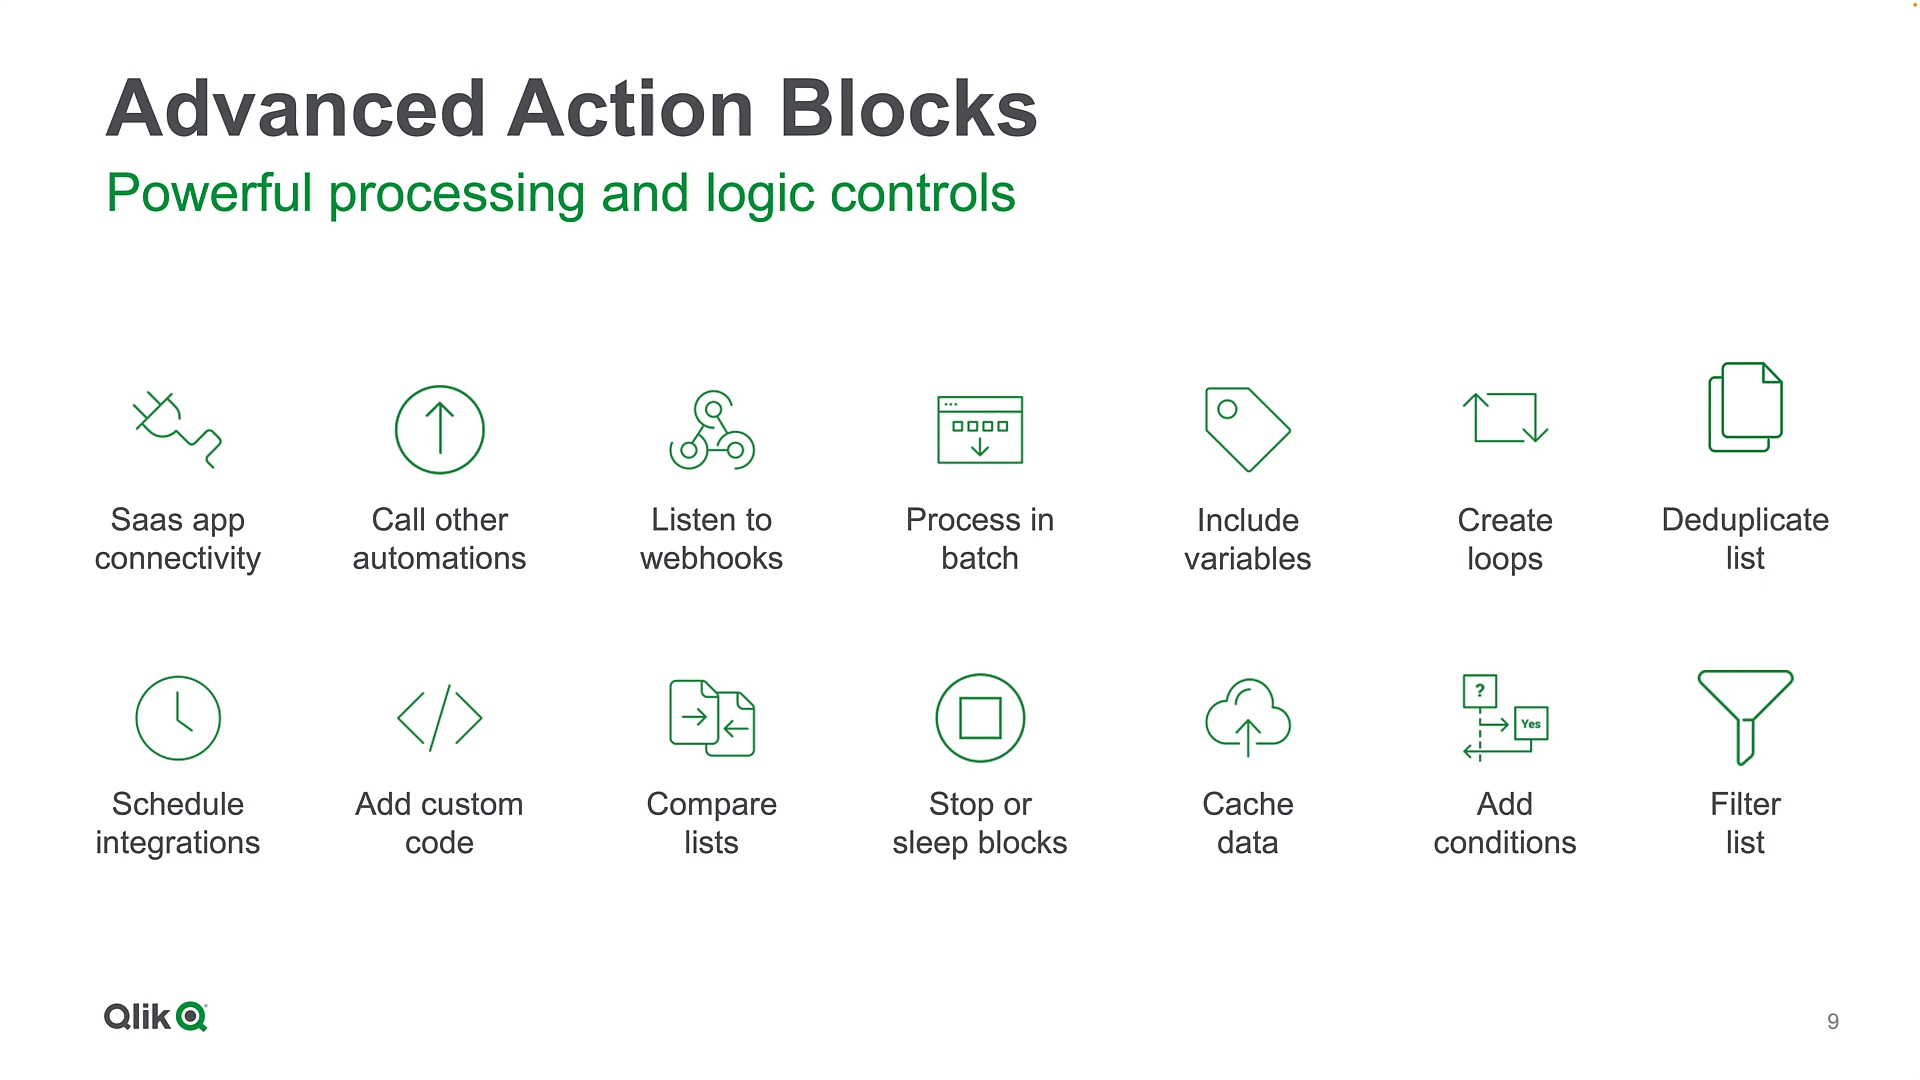 Advanced Action Blocks
Powerful processing and logic controls
Saas app
connectivity
Call other
automations
Listen to
webhooks
Process in
batch
Include
variables
Create
loops
Deduplicate
list
?
Yes
Schedule
integrations
Add custom
code
Compare
lists
Stop or
sleep blocks
Cache
data
Add
conditions
Filter
list
Qlik
9